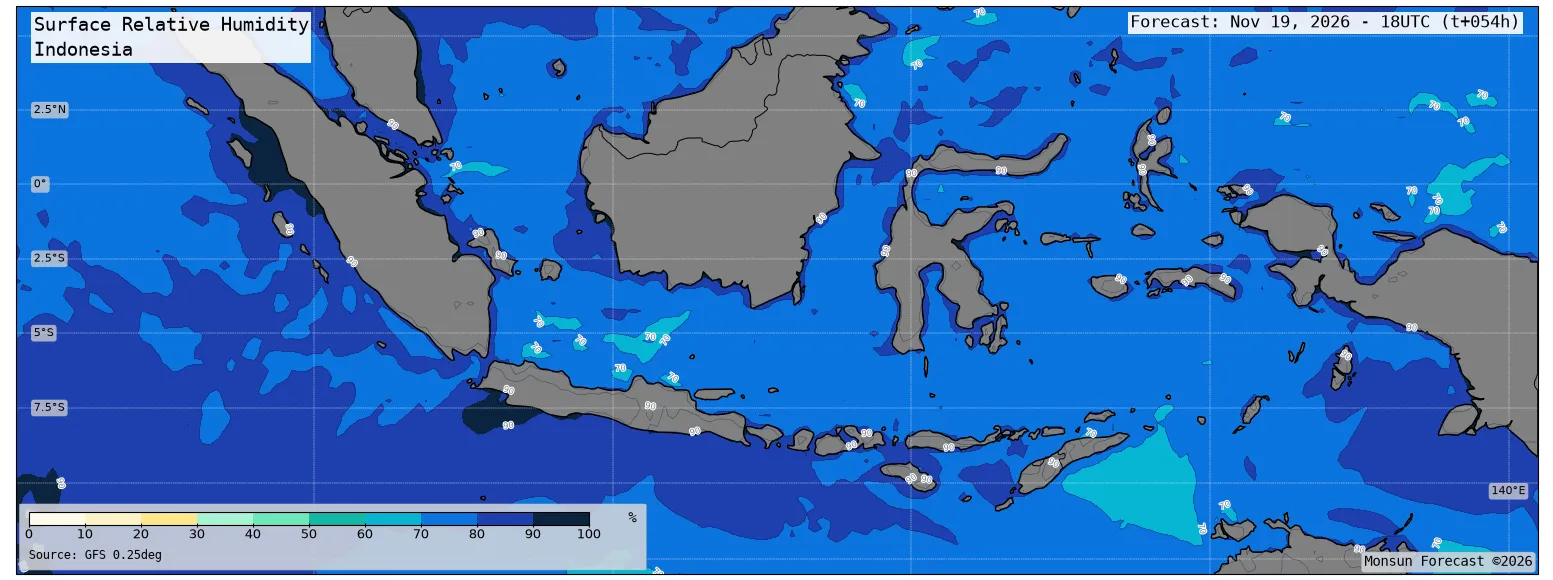 Surface Relative Humidity
Indonesia
Forecast: Nov 19, 2026 - 18UTC (t+054h)
2.5°N
0°
2.5°S
5°S
7.5°S
140°E
%
0 10 20 30 40 50 60 70 80 90 100
Source: GFS 0.25deg
Monsun Forecast ©2026